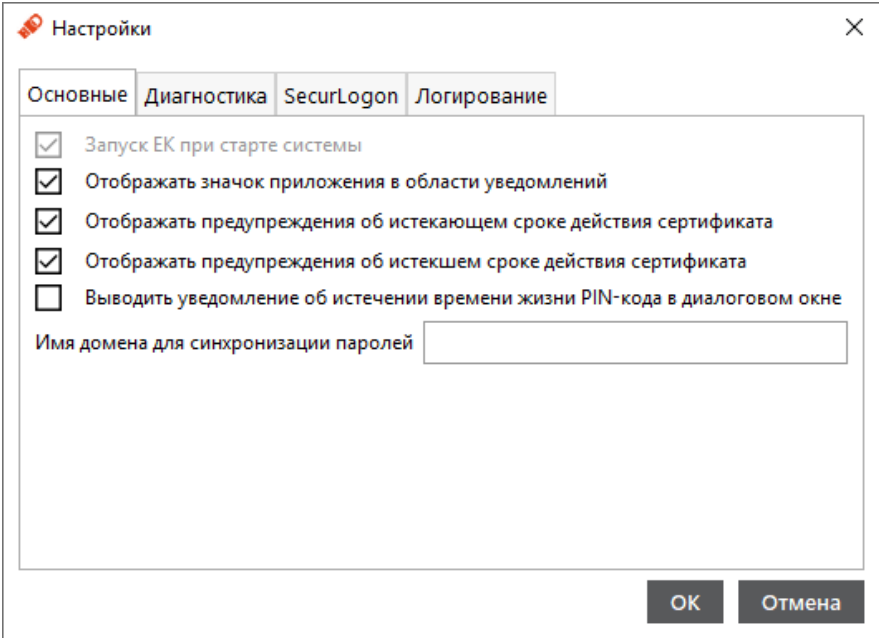 Настройки
Основные Диагностика SecurLogon Логирование
Запуск ЕК при старте системы
Отображать значок приложения в области уведомлений
Отображать предупреждения об истекающем сроке действия сертификата
Отображать предупреждения об истекшем сроке действия сертификата
Выводить уведомление об истечении времени жизни PIN-кода в диалоговом окне
Имя домена для синхронизации паролей
ОК Отмена